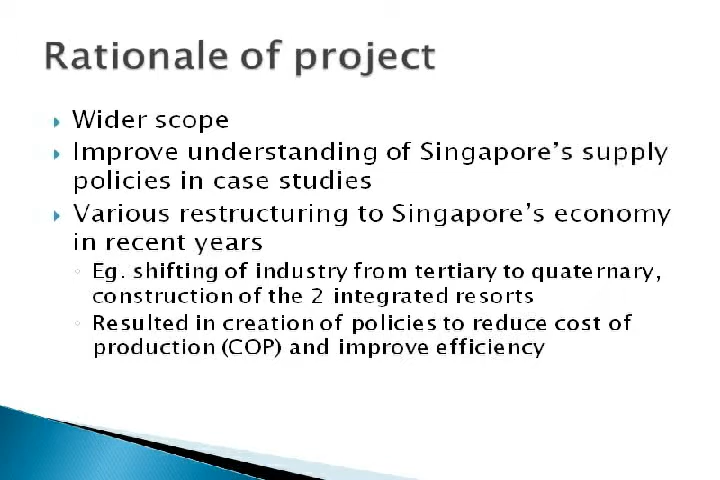 Rationale of project
Wider scope
Improve understanding of Singapore's supply
policies in case studies
Various restructuring to Singapore's economy
in recent years
Eg. shifting of industry from tertiary to quaternary,
construction of the 2 integrated resorts
Resulted in creation of policies to reduce cost of
production (COP) and improve efficiency